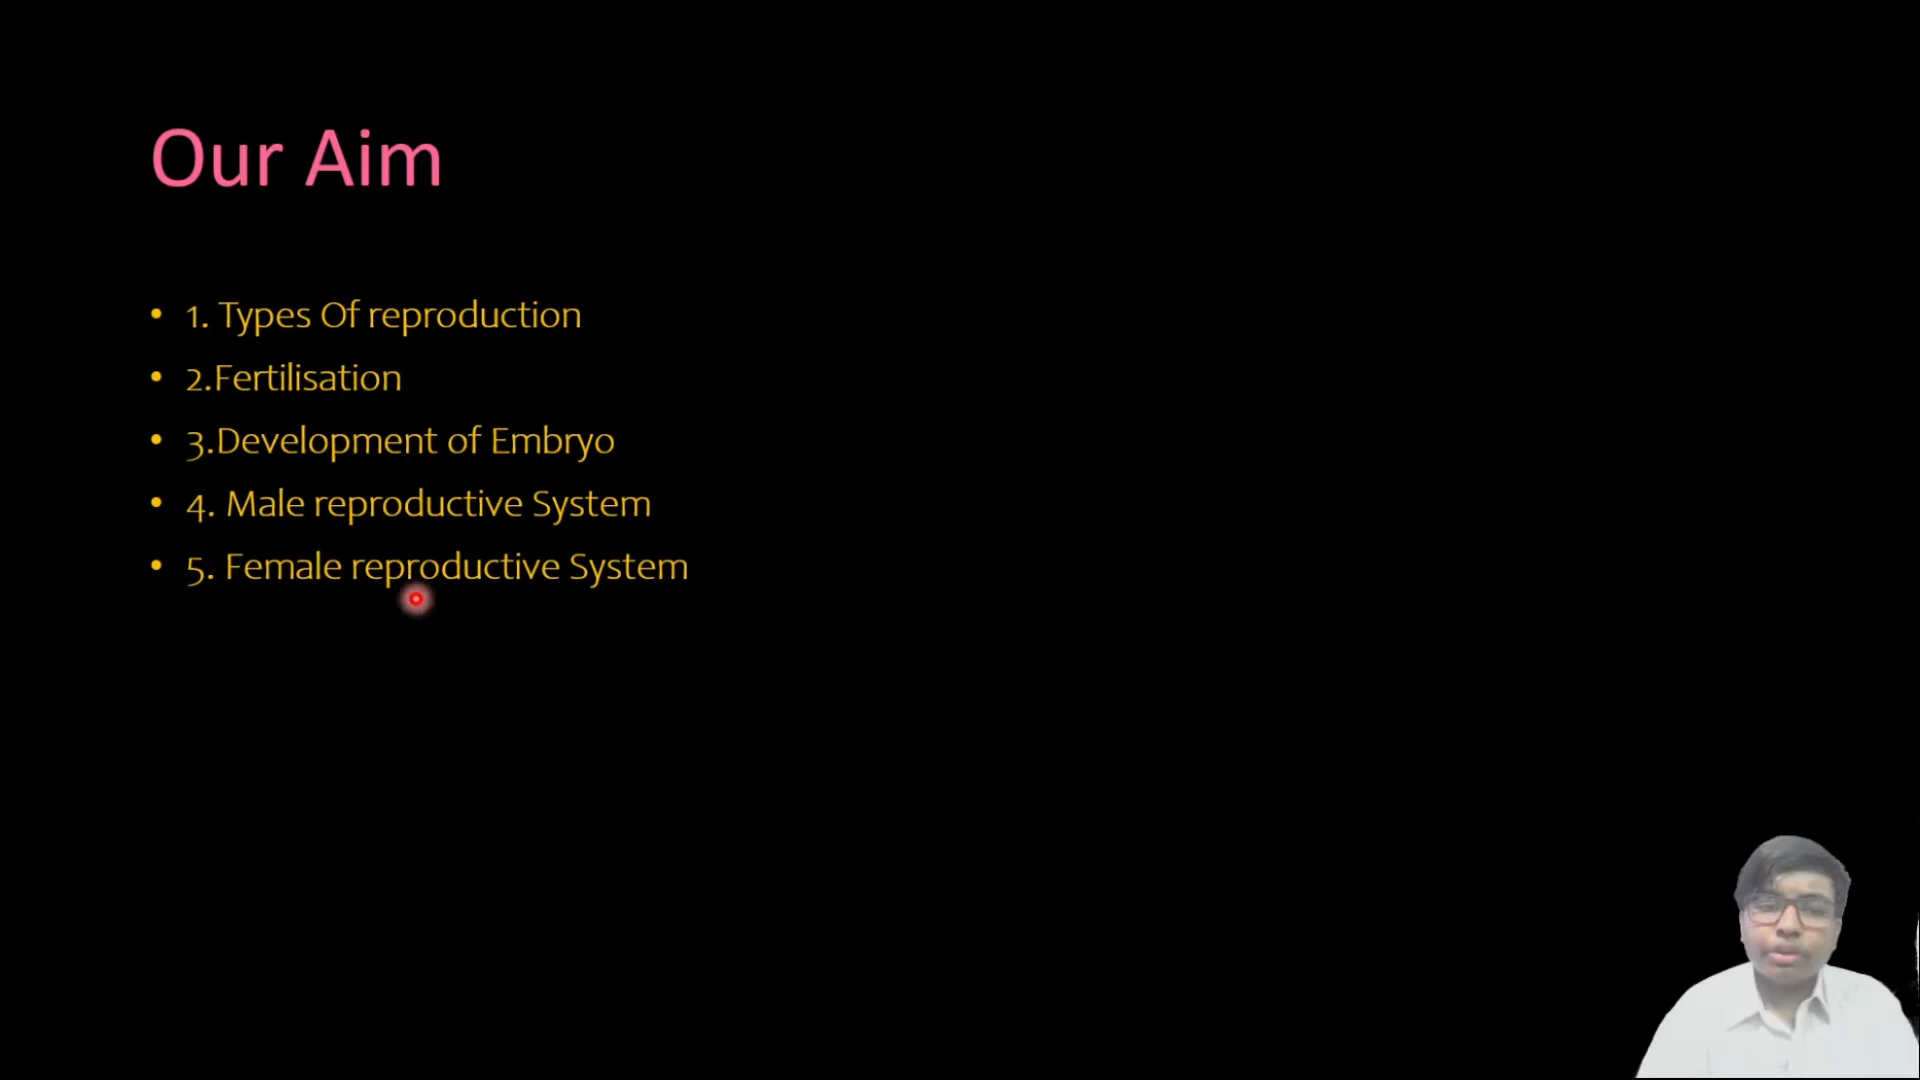 Our Aim
• 1. Types Of reproduction
• 2.Fertilisation
• 3.Development of Embryo
• 4. Male reproductive System
• 5. Female reproductive System